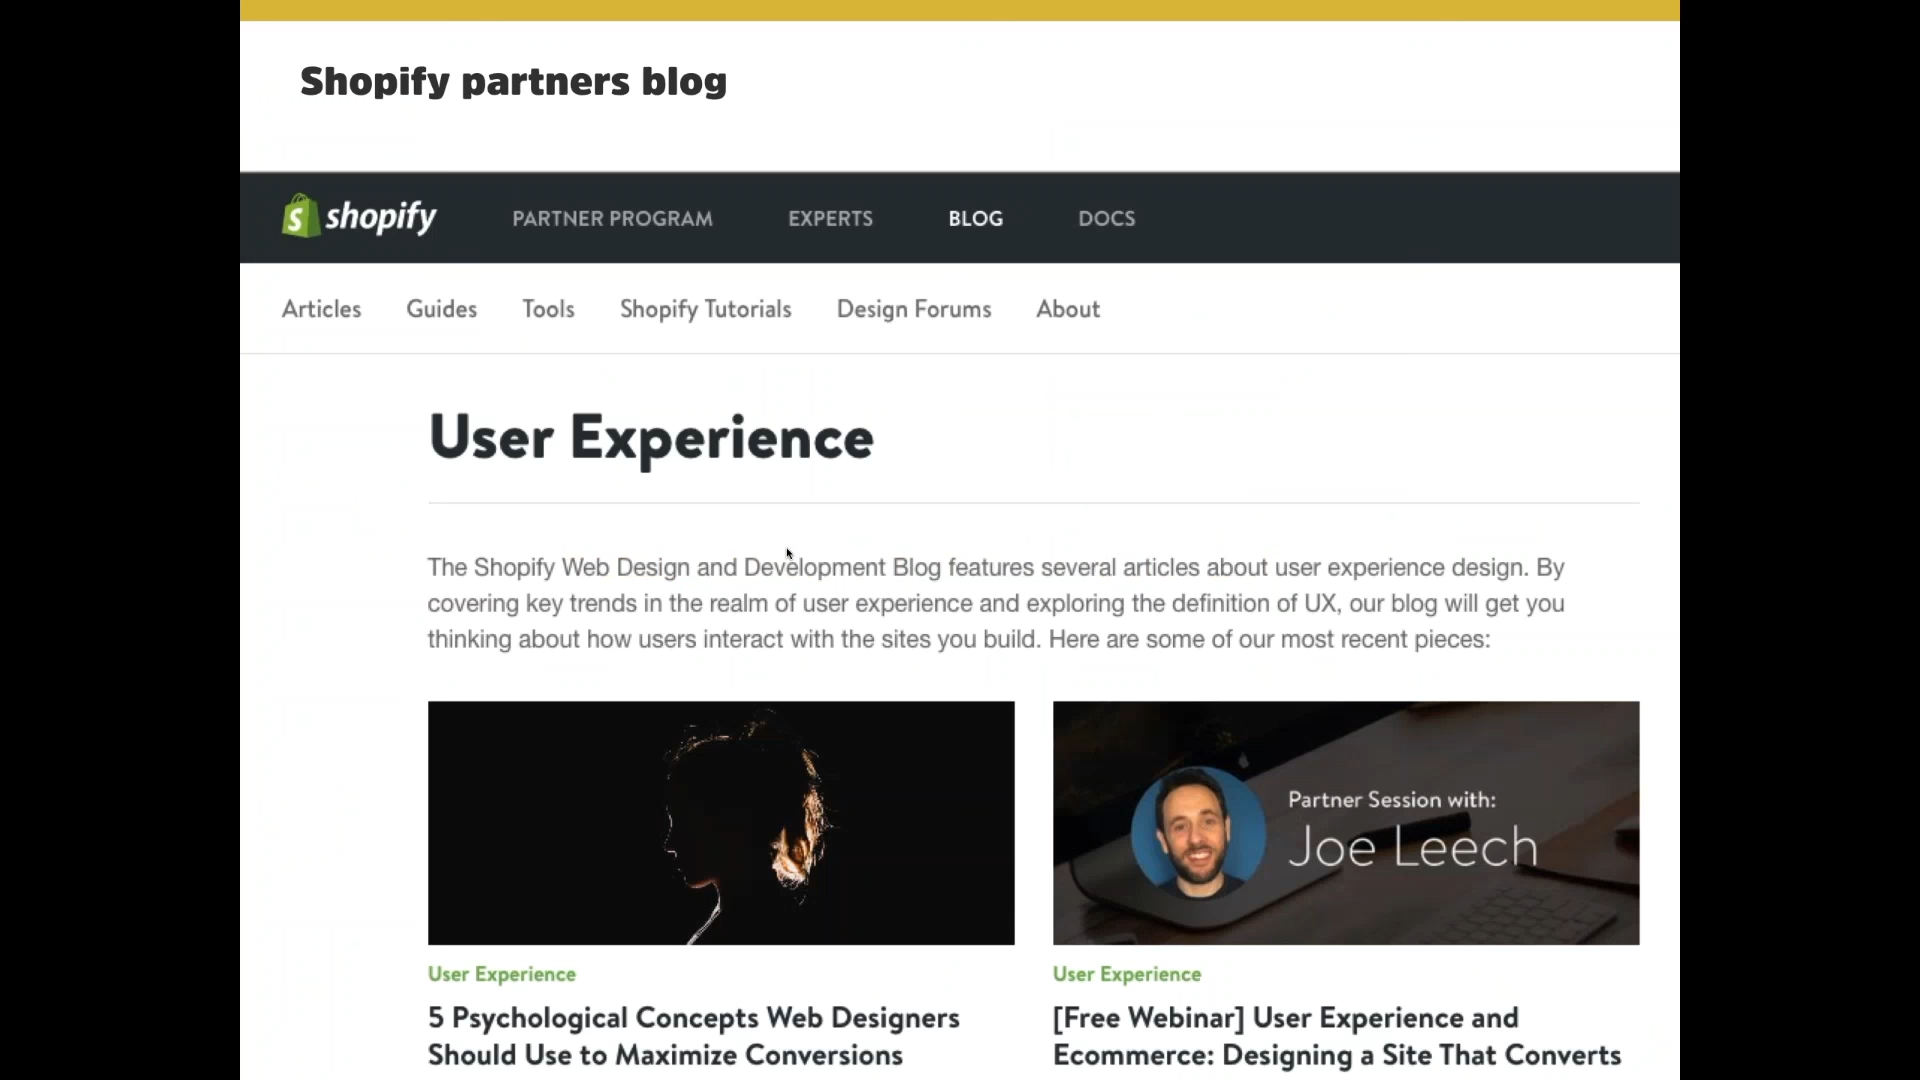 Shopify partners blog
shopify
PARTNER PROGRAM
EXPERTS
BLOG
DOCS
Articles
Guides
Tools
Shopify Tutorials
Design Forums
About
User Experience
The Shopify Web Design and Development Blog features several articles about user experience design. By
covering key trends in the realm of user experience and exploring the definition of UX, our blog will get you
thinking about how users interact with the sites you build. Here are some of our most recent pieces:
Partner Session with:
Joe Leech
User Experience
5 Psychological Concepts Web Designers
Should Use to Maximize Conversions
User Experience
[Free Webinar] User Experience and
Ecommerce: Designing a Site That Converts